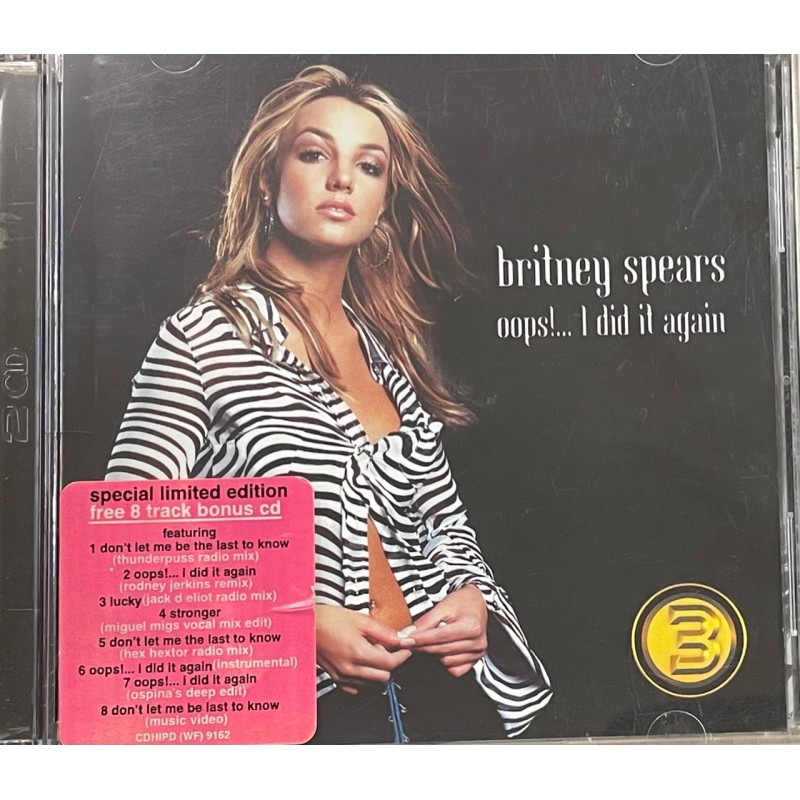 britney spears
oops!... I did it again
special limited edition
free 8 track bonus cd
featuring
1 don't let me be the last to know
(thunderpuss radio mix)
2 oops!... i did it again
(rodney jerkins remix)
3 lucky(jack d eliot radio mix)
4 stronger
(miguel migs vocal mix edit)
5 don't let me the last to know
(hex hextor radio mix)
6 oops!... i did it again(instrumental)
7 oops!... i did it again
(ospina's deep edit)
8 don't let me be last to know
(music video)
CDHIPD (WF) 9162
2 CD
B